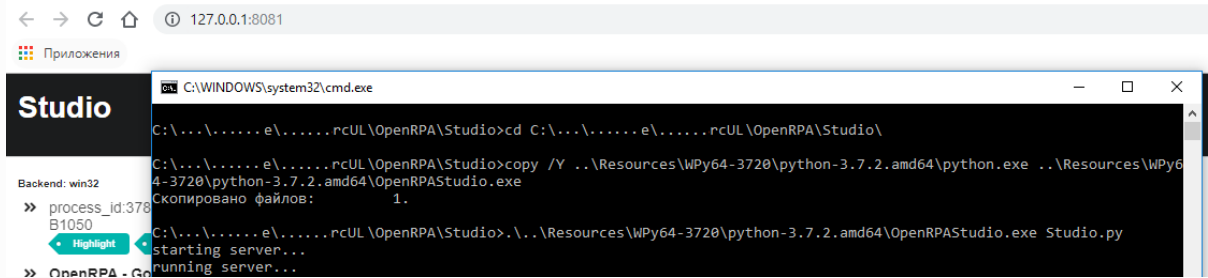 127.0.0.1:8081
Приложения
C:\WINDOWS\system32\cmd.exe
Studio
C:\...\......e\......rcUL\OpenRPA\Studio>cd C:\...\......e\......rcUL\OpenRPA\Studio\
C:\...\......e\......rcUL\OpenRPA\Studio>copy /Y ..\Resources\WPy64-3720\python-3.7.2.amd64\python.exe ..\Resources\WPy6
4-3720\python-3.7.2.amd64\OpenRPAStudio.exe
Скопировано файлов:         1.
C:\...\......e\......rcUL\OpenRPA\Studio>.\..\Resources\WPy64-3720\python-3.7.2.amd64\OpenRPAStudio.exe Studio.py
starting server...
running server...
Backend: win32
process_id:378
B1050
Highlight
OpenRPA - Go